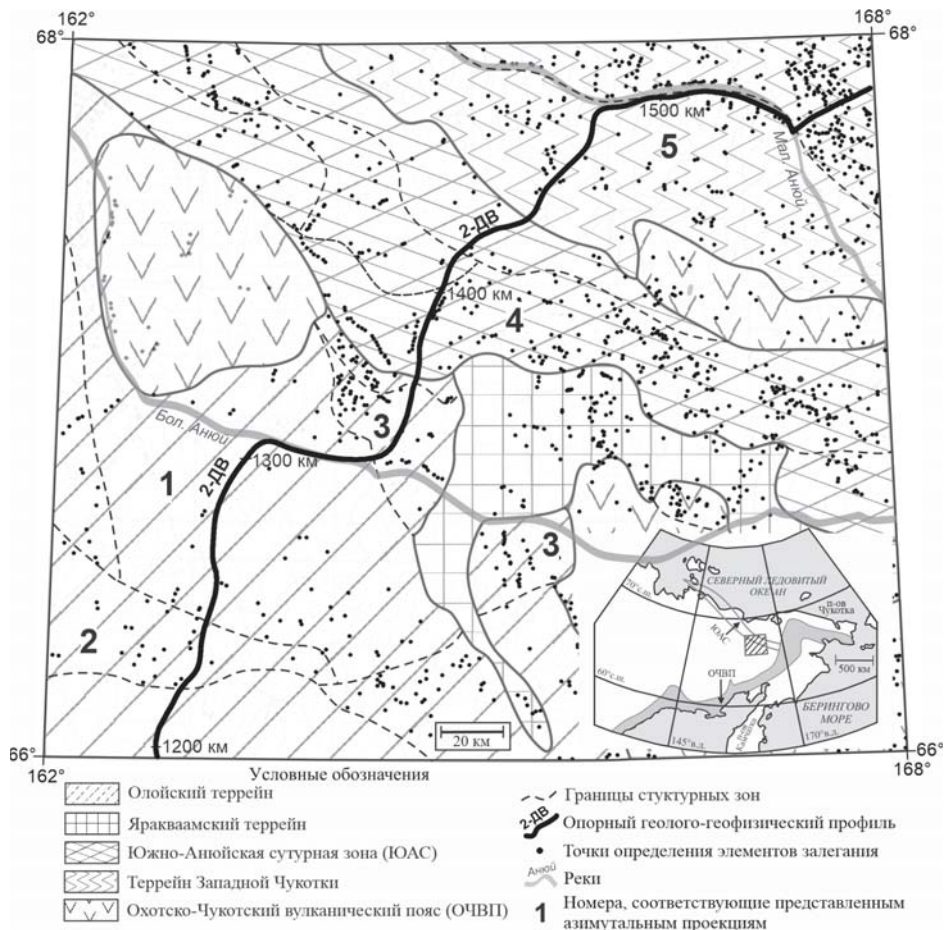 162°
168°
68°
68°
1500 км
5
Мал. Анюй
2-ДВ
1400 км
4
3
Бол. Анюй
1
2-ДВ
1300 км
3
2
СЕВЕРНЫЙ ЛЕДОВИТЫЙ
ОКЕАН
70°с.ш.
п-ов
Чукотка
ЮАС
500 км
60°с.ш.
ОЧВП
БЕРИНГОВО
МОРЕ
п-ов
Камчатка
145°в.д.
170°в.д.
20 км
1200 км
66°
66°
162°
168°
Условные обозначения
Олойский террейн
Яракваамский террейн
Южно-Анюйская сутурная зона (ЮАС)
Террейн Западной Чукотки
Охотско-Чукотский вулканический пояс (ОЧВП)
Границы стуктурных зон
2-ДВ Опорный геолого-геофизический профиль
Точки определения элементов залегания
Анюй Реки
1 Номера, соответствующие представленным
азимутальным проекциям